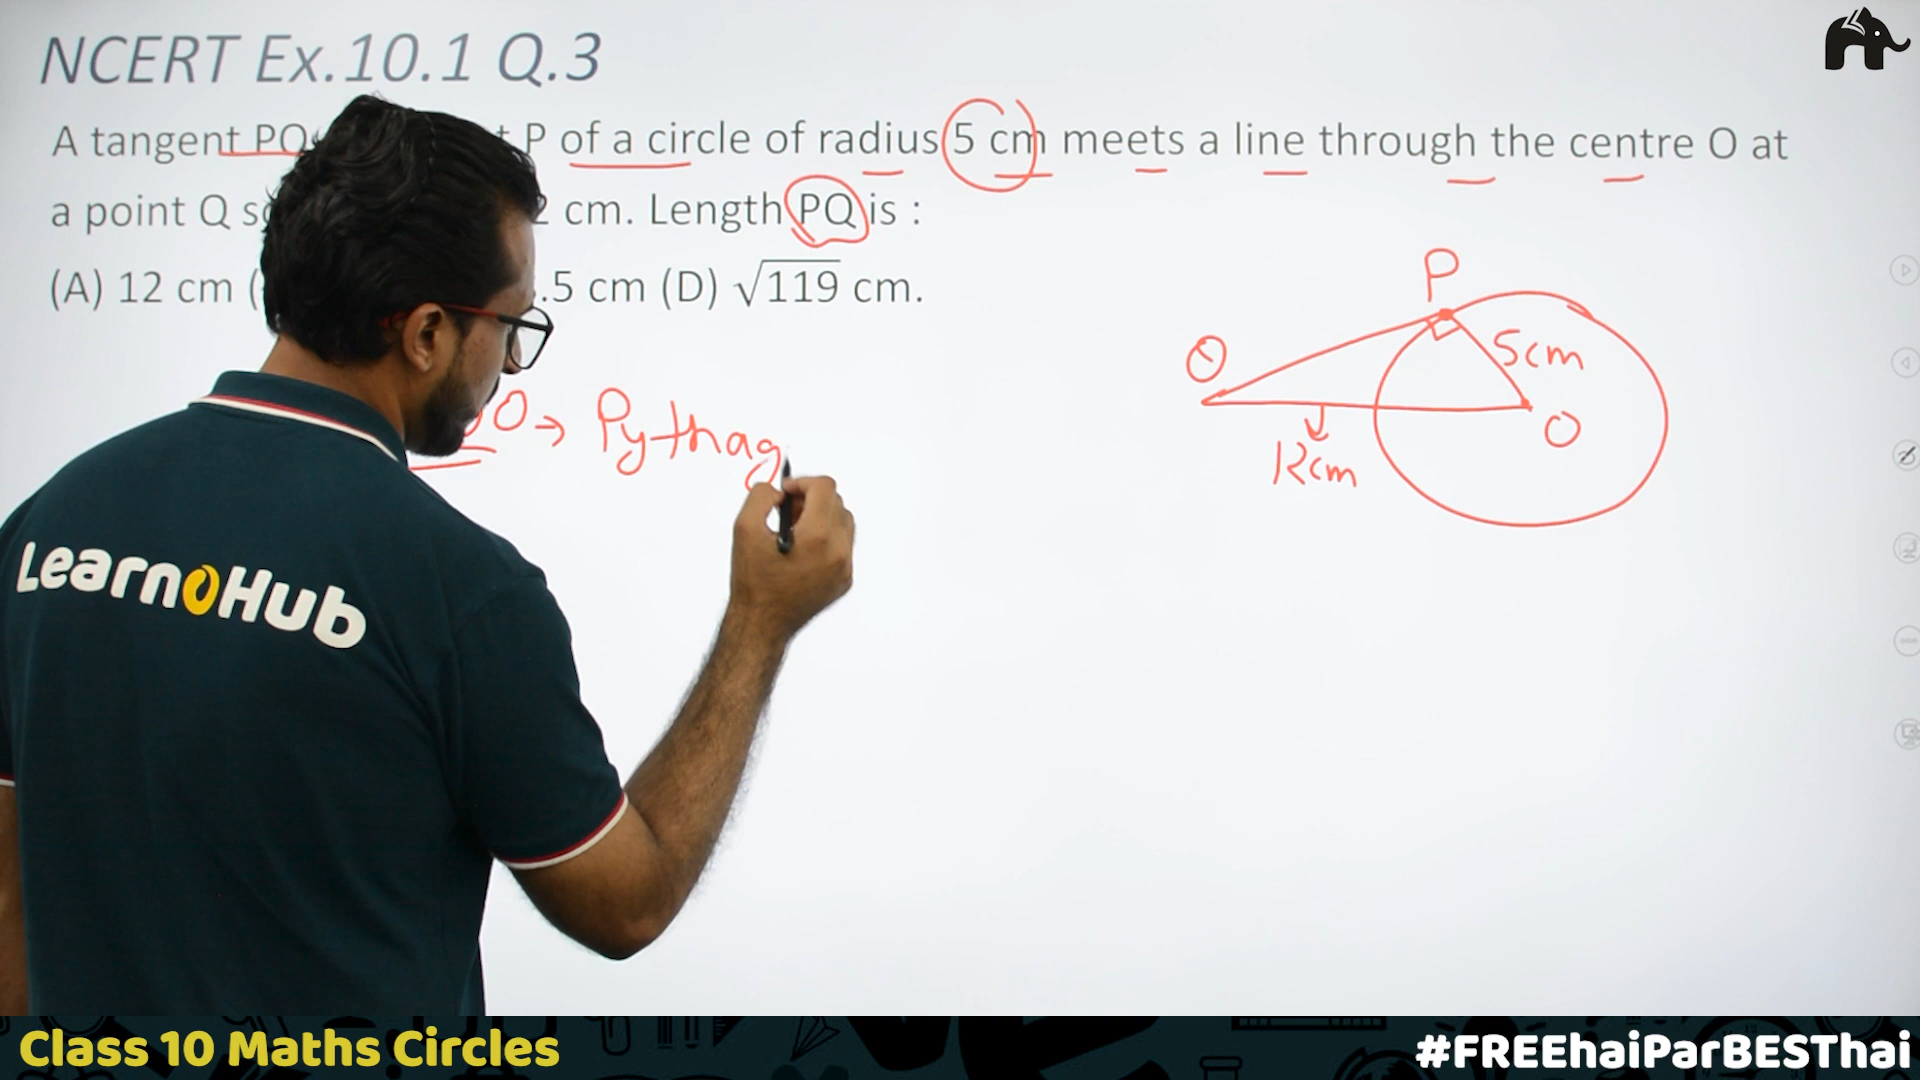 NCERT Ex.10.1 Q.3
A tangent PQ P of a circle of radius 5 cm meets a line through the centre O at
a point Q cm. Length PQ is :
(A) 12 cm ( .5 cm (D) √119 cm.
P
Q
5cm
O
12cm
O → Pythag
LearnoHub
Class 10 Maths Circles
#FREEhaiParBESThai